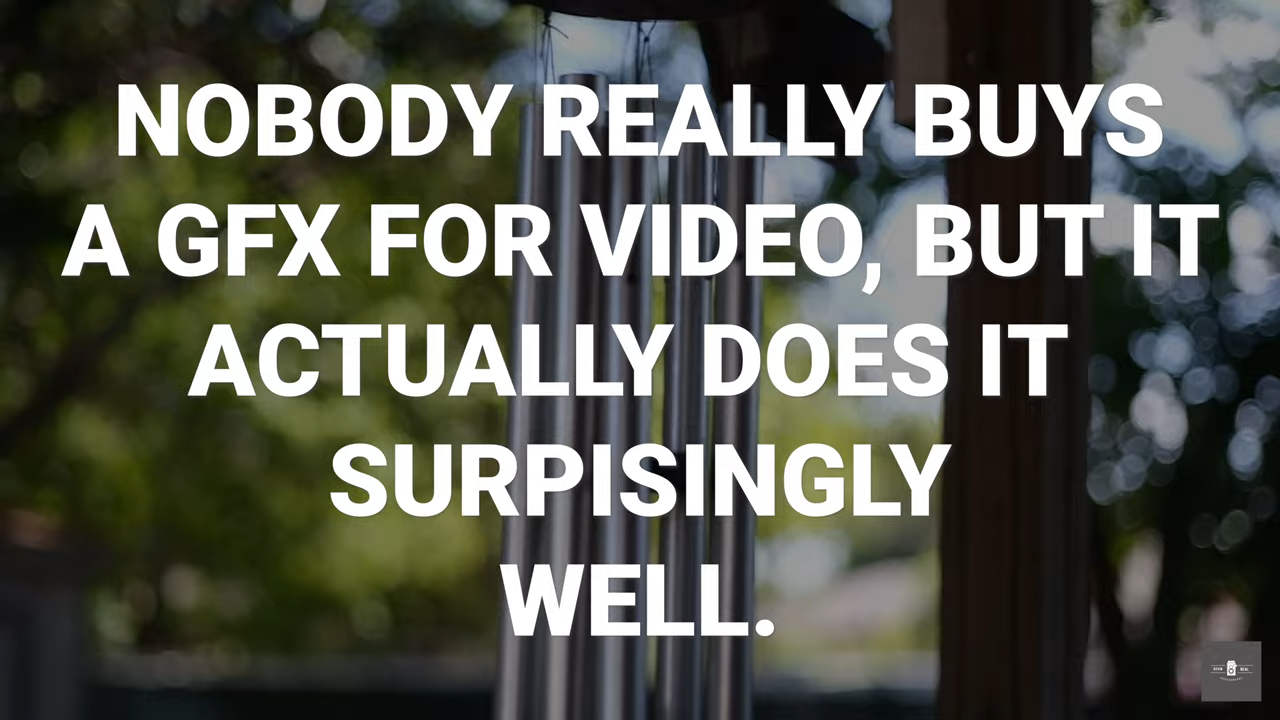 NOBODY REALLY BUYS
A GFX FOR VIDEO, BUT IT
ACTUALLY DOES IT
SURPISINGLY
WELL.